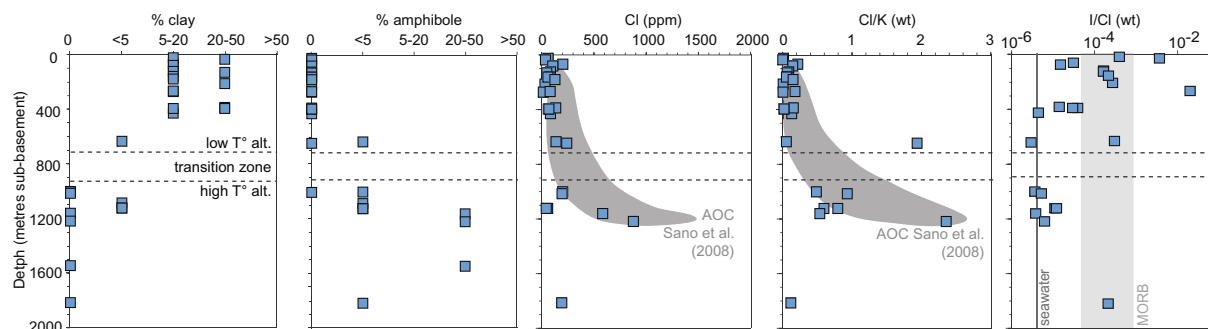 % clay
% amphibole
Cl (ppm)
Cl/K (wt)
I/Cl (wt)
0 <5 5-20 20-50 >50
0 <5 5-20 20-50 >50
0 500 1000 1500 2000
0 1 2 3
10-6 10-4 10-2
Detph (metres sub-basement)
0
400
800
1200
1600
2000
low T° alt.
transition zone
high T° alt.
AOC
Sano et al.
(2008)
AOC Sano et al.
(2008)
seawater
MORB